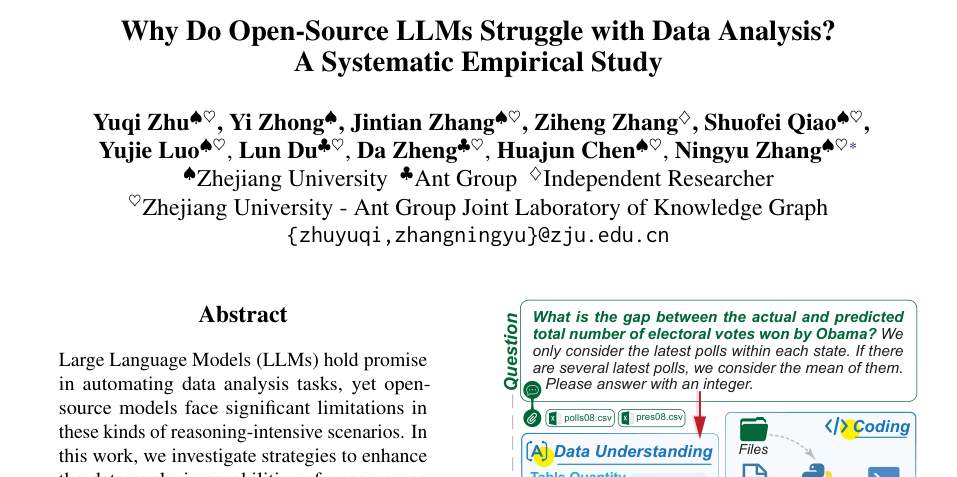 Why Do Open-Source LLMs Struggle with Data Analysis?
A Systematic Empirical Study
Yuqi Zhu♠♡, Yi Zhong♠, Jintian Zhang♠♡, Ziheng Zhang♢, Shuofei Qiao♠♡,
Yujie Luo♠♡, Lun Du♣♡, Da Zheng♣♡, Huajun Chen♠♡, Ningyu Zhang♠♡*
♠Zhejiang University ♣Ant Group ♢Independent Researcher
♡Zhejiang University - Ant Group Joint Laboratory of Knowledge Graph
{zhuyuqi,zhangningyu}@zju.edu.cn
Abstract
Large Language Models (LLMs) hold promise
in automating data analysis tasks, yet open-
source models face significant limitations in
these kinds of reasoning-intensive scenarios. In
this work, we investigate strategies to enhance
Question
What is the gap between the actual and predicted
total number of electoral votes won by Obama? We
only consider the latest polls within each state. If there
are several latest polls, we consider the mean of them.
Please answer with an integer.
polls08.csv pres08.csv
[A] Data Understanding
Table Quantity
</> Coding
Files